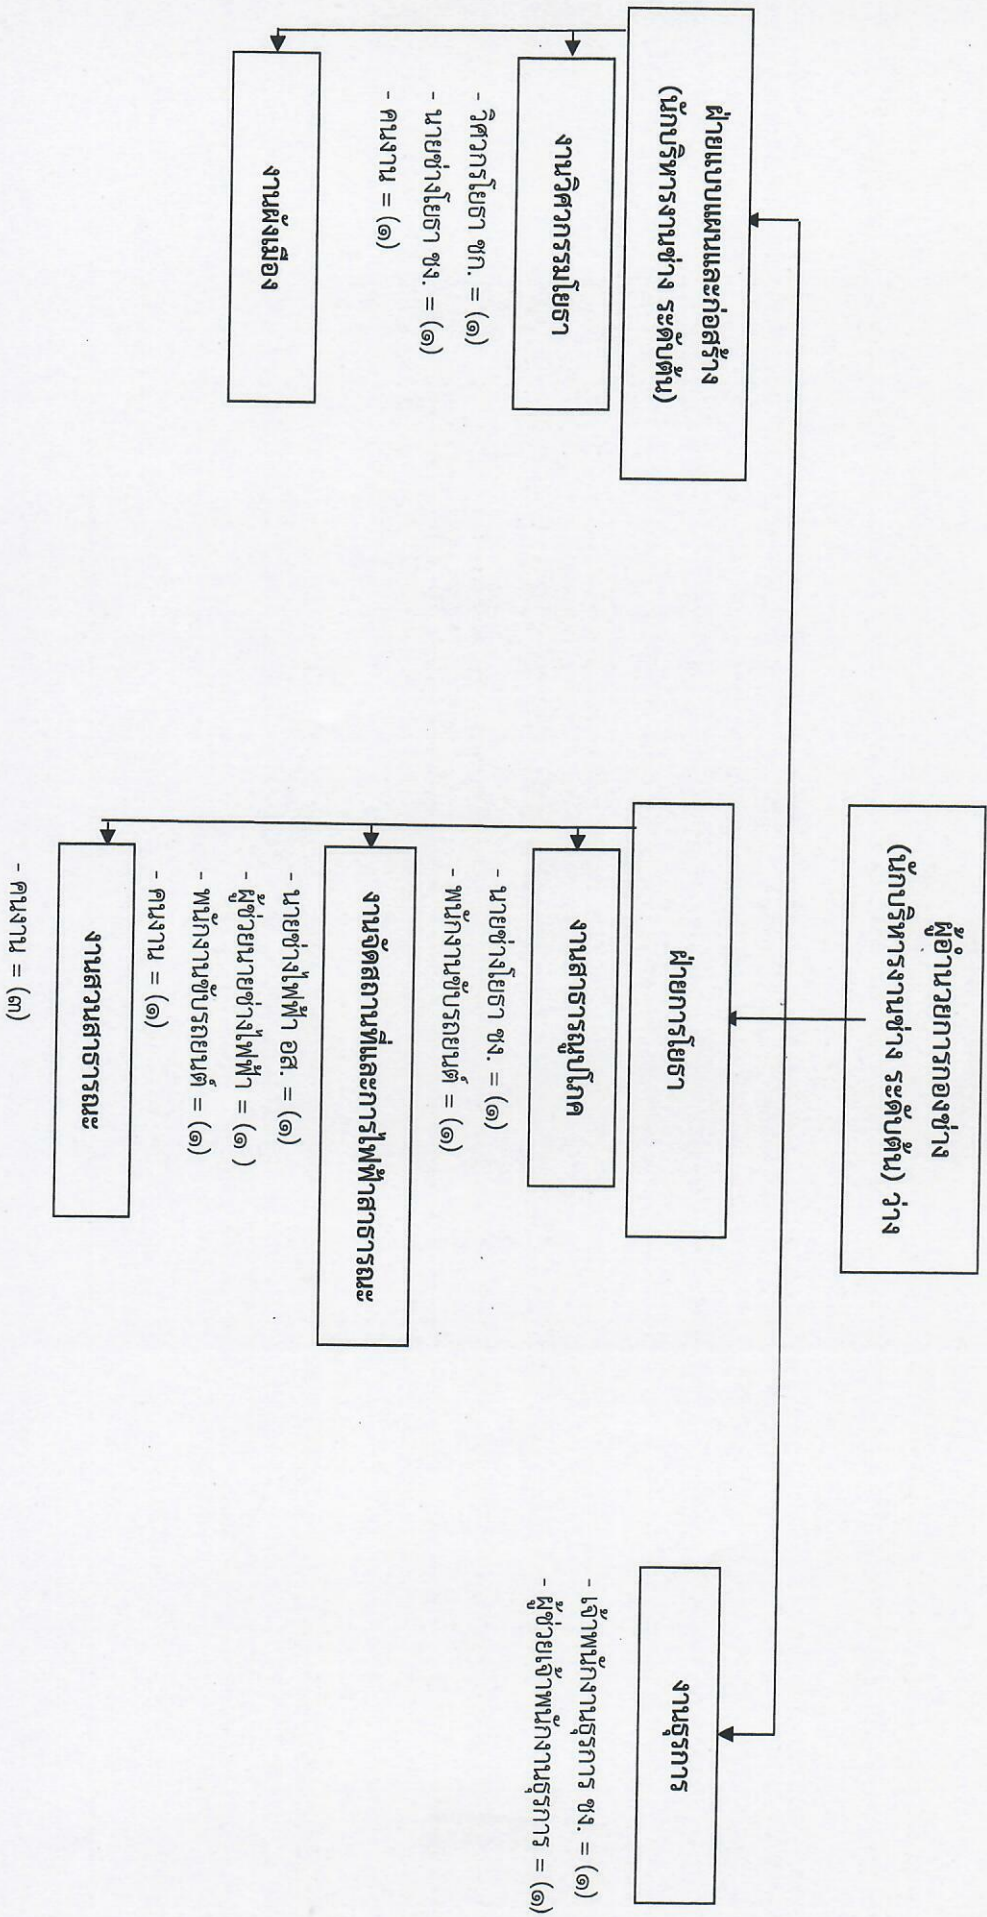 ผู้อำนวยการกองช่าง
(นักบริหารงานช่าง ระดับต้น) ว่าง
ฝ่ายแบบแผนและก่อสร้าง
(นักบริหารงานช่าง ระดับต้น)
งานวิศวกรรมโยธา
- วิศวกรโยธา ชก. = (๑)
- นายช่างโยธา ชง. = (๑)
- คนงาน = (๑)
งานผังเมือง
ฝ่ายการโยธา
งานสาธารณูปโภค
- นายช่างโยธา ชง. = (๑)
- พนักงานขับรถยนต์ = (๑)
งานจัดสถานที่และการไฟฟ้าสาธารณะ
- นายช่างไฟฟ้า อส. = (๑)
- ผู้ช่วยนายช่างไฟฟ้า = (๑ )
- พนักงานขับรถยนต์ = (๑)
- คนงาน = (๑)
งานสวนสาธารณะ
- คนงาน = (๓)
งานธุรการ
- เจ้าพนักงานธุรการ ชง. = (๑)
- ผู้ช่วยเจ้าพนักงานธุรการ = (๑)